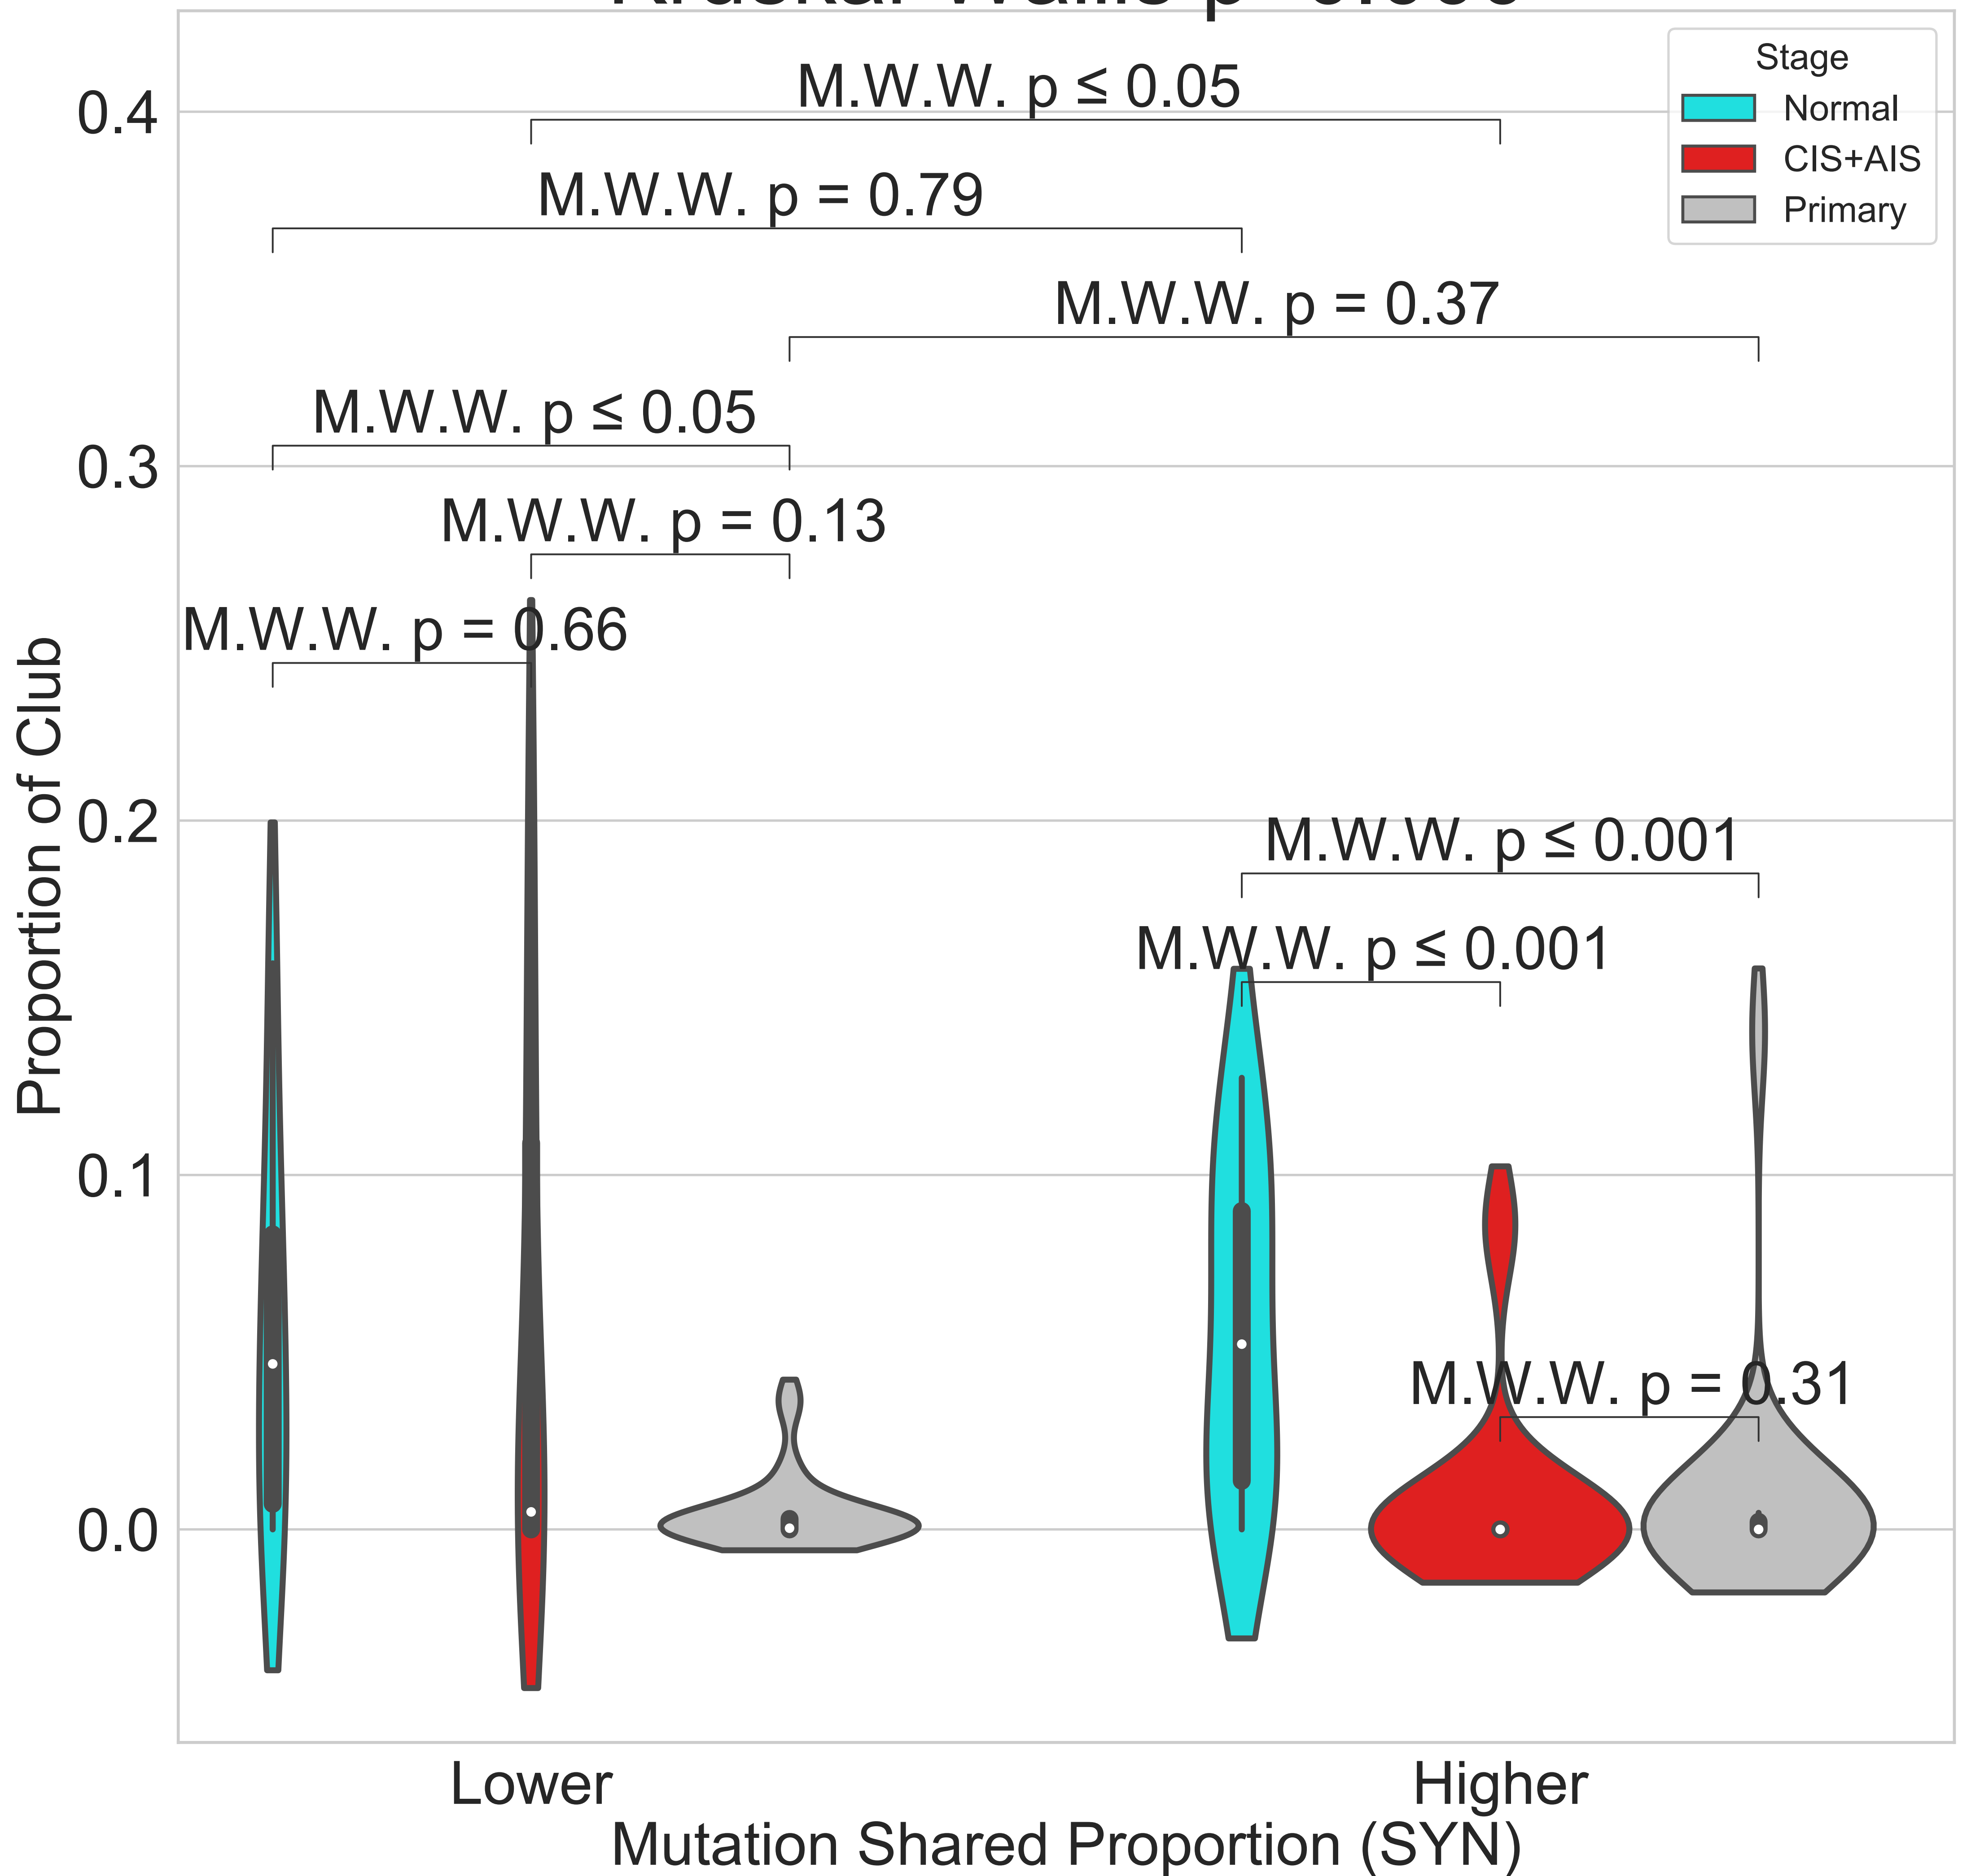 Stage
Normal
CIS+AIS
Primary
M.W.W. p ≤ 0.05
M.W.W. p = 0.79
M.W.W. p = 0.37
M.W.W. p ≤ 0.05
M.W.W. p = 0.13
M.W.W. p = 0.66
M.W.W. p ≤ 0.001
M.W.W. p ≤ 0.001
M.W.W. p = 0.31
0.4
0.3
0.2
0.1
0.0
Proportion of Club
Lower
Higher
Mutation Shared Proportion (SYN)